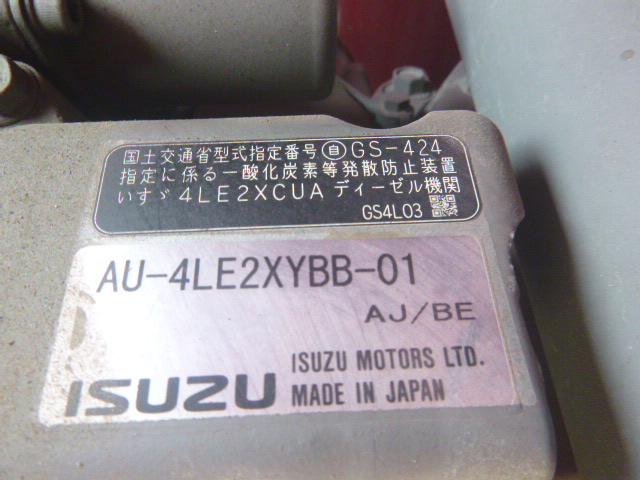 国土交通省型式指定番号自GS-424
指定に係る一酸化炭素等発散防止装置
いすゞ4LE2XCUAディーゼル機関
GS4L03
AU-4LE2XYBB-01
AJ/BE
ISUZU MOTORS LTD.
ISUZU MADE IN JAPAN